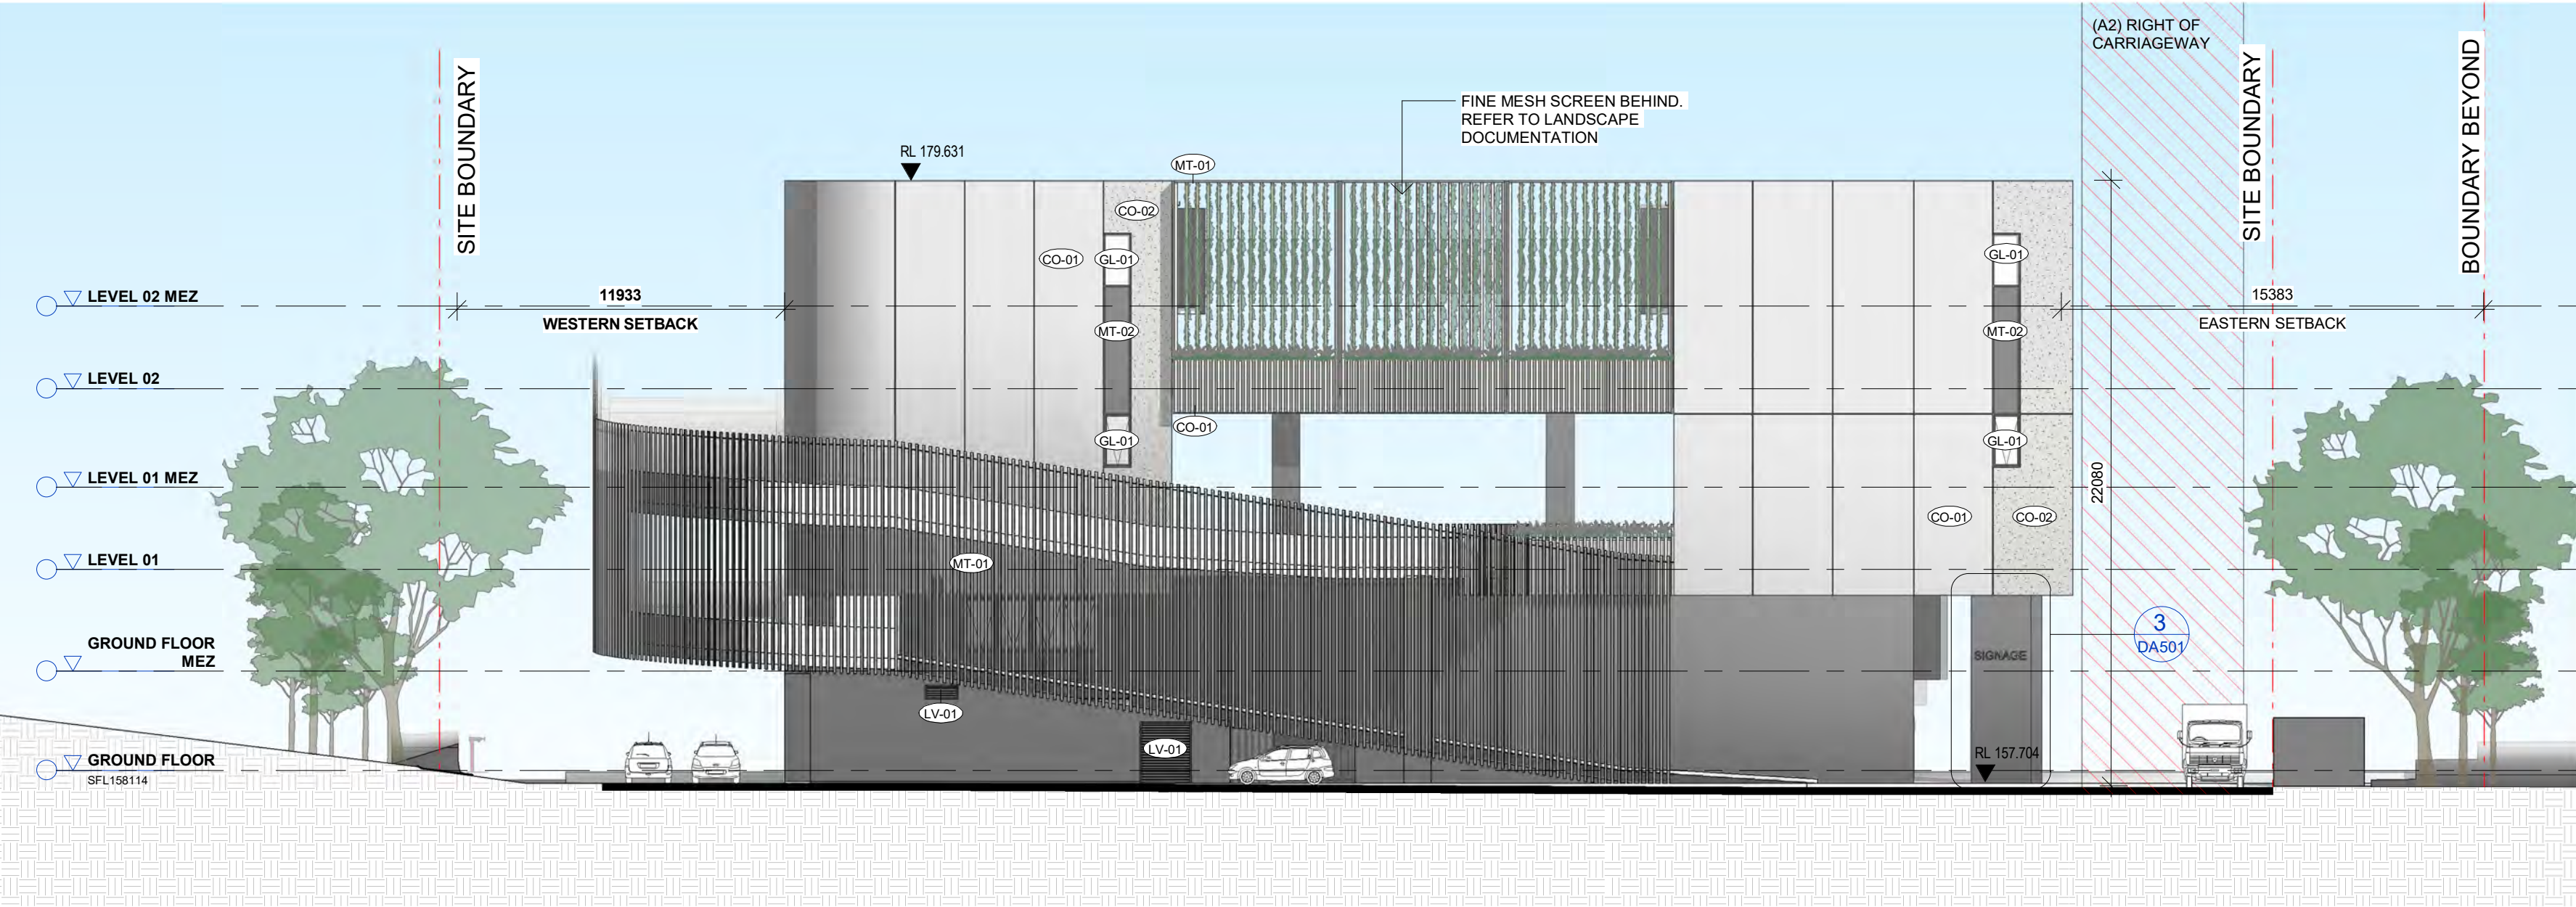 (A2) RIGHT OF
CARRIAGEWAY
SITE BOUNDARY
SITE BOUNDARY
BOUNDARY BEYOND
FINE MESH SCREEN BEHIND.
REFER TO LANDSCAPE
DOCUMENTATION
RL 179.631
MT-01
CO-02
CO-01
GL-01
GL-01
LEVEL 02 MEZ
11933
WESTERN SETBACK
15383
EASTERN SETBACK
MT-02
MT-02
LEVEL 02
CO-01
GL-01
GL-01
LEVEL 01 MEZ
22080
CO-01
CO-02
LEVEL 01
MT-01
3
DA501
GROUND FLOOR
MEZ
SIGNAGE
LV-01
LV-01
RL 157.704
GROUND FLOOR
SFL158114